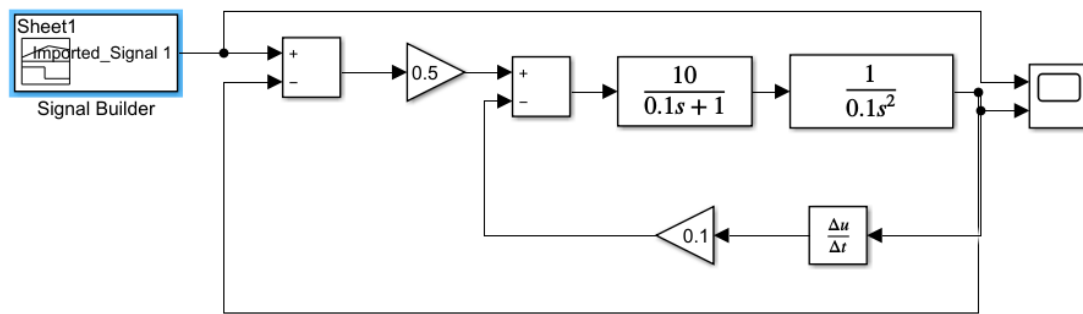 Sheet1
Imported_Signal 1
Signal Builder
+
−
0.5
+
−
10
0.1s + 1
1
0.1s²
0.1
Δu
Δt